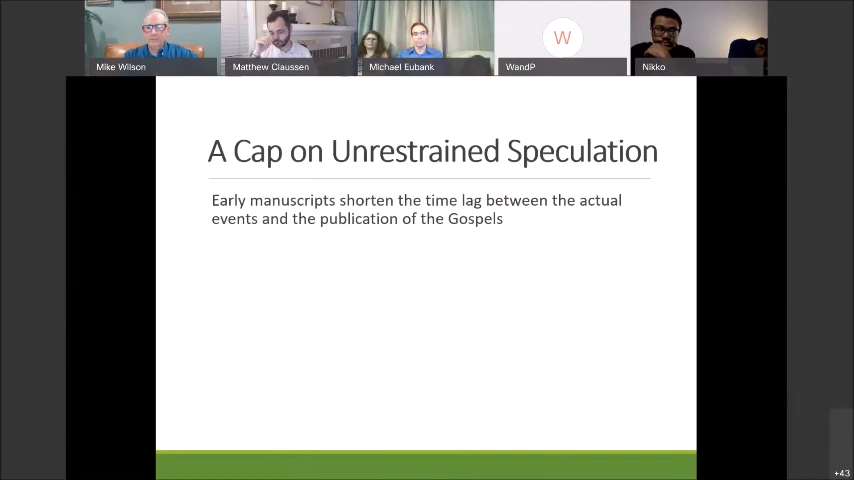 W
Mike Wilson
Matthew Claussen
Michael Eubank
WandP
Nikko
A Cap on Unrestrained Speculation
Early manuscripts shorten the time lag between the actual
events and the publication of the Gospels
+43